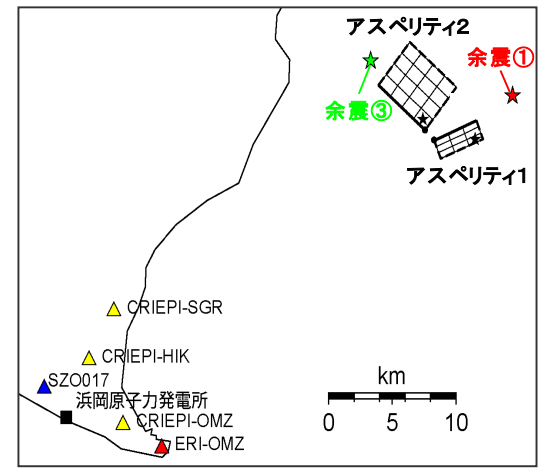 アスペリティ2
余震①
余震③
アスペリティ1
CRIEPI-SGR
CRIEPI-HIK
SZO017
浜岡原子力発電所
CRIEPI-OMZ
ERI-OMZ
km
0 5 10